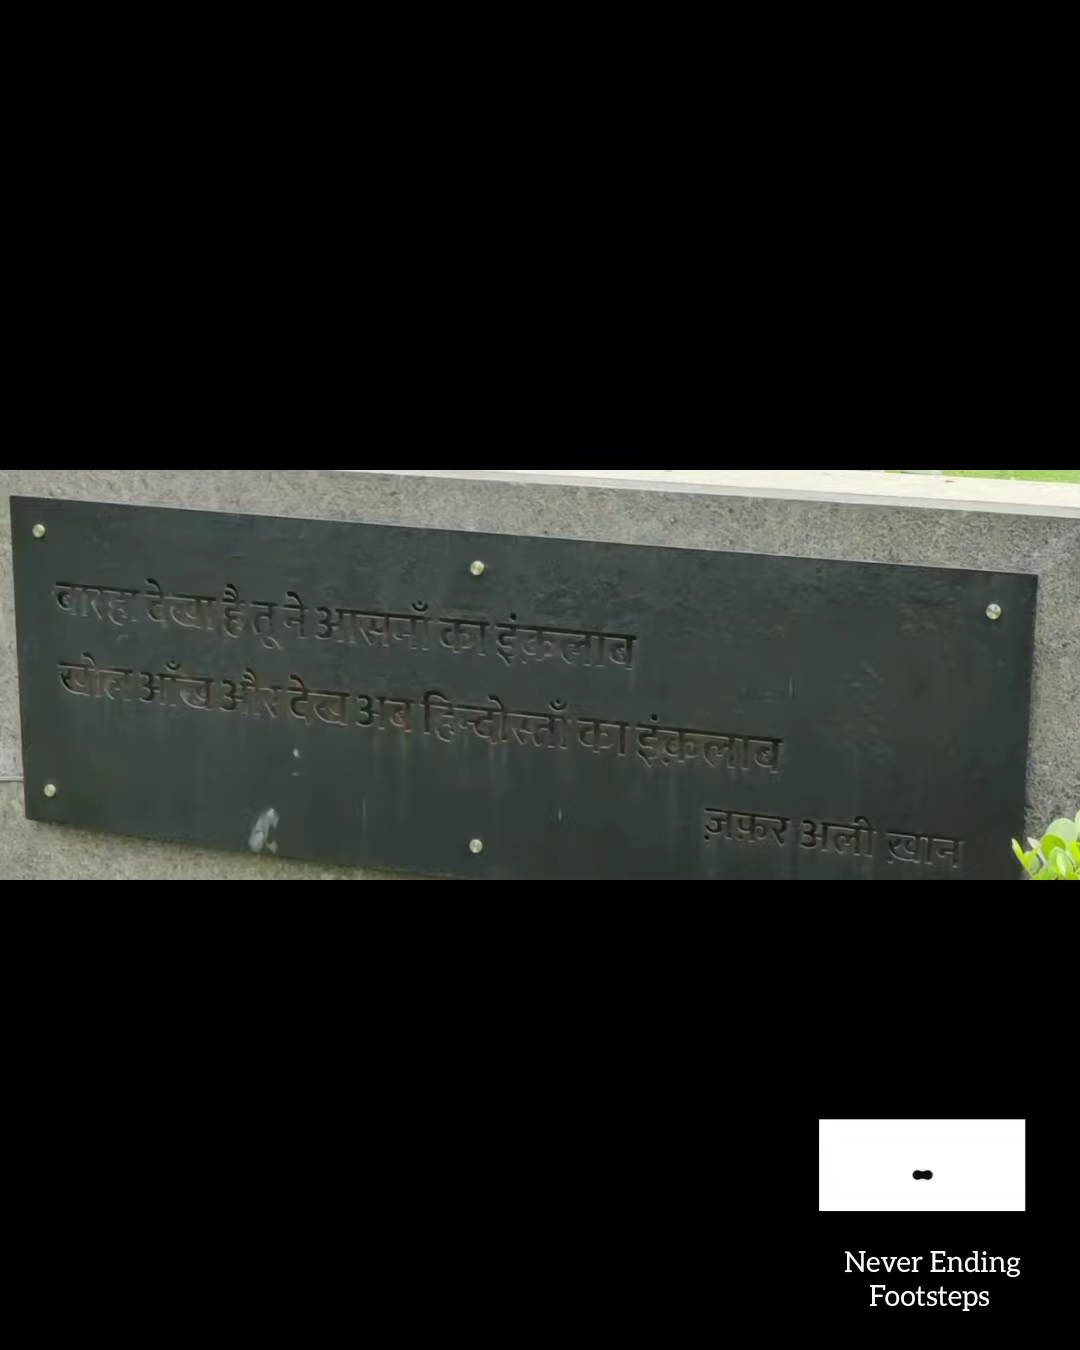 बारहा देखा है तू ने आसमाँ का इंक़लाब
खोल आँख और देख अब हिन्दोस्ताँ का इंक़लाब
ज़फ़र अली ख़ान
Never Ending
Footsteps